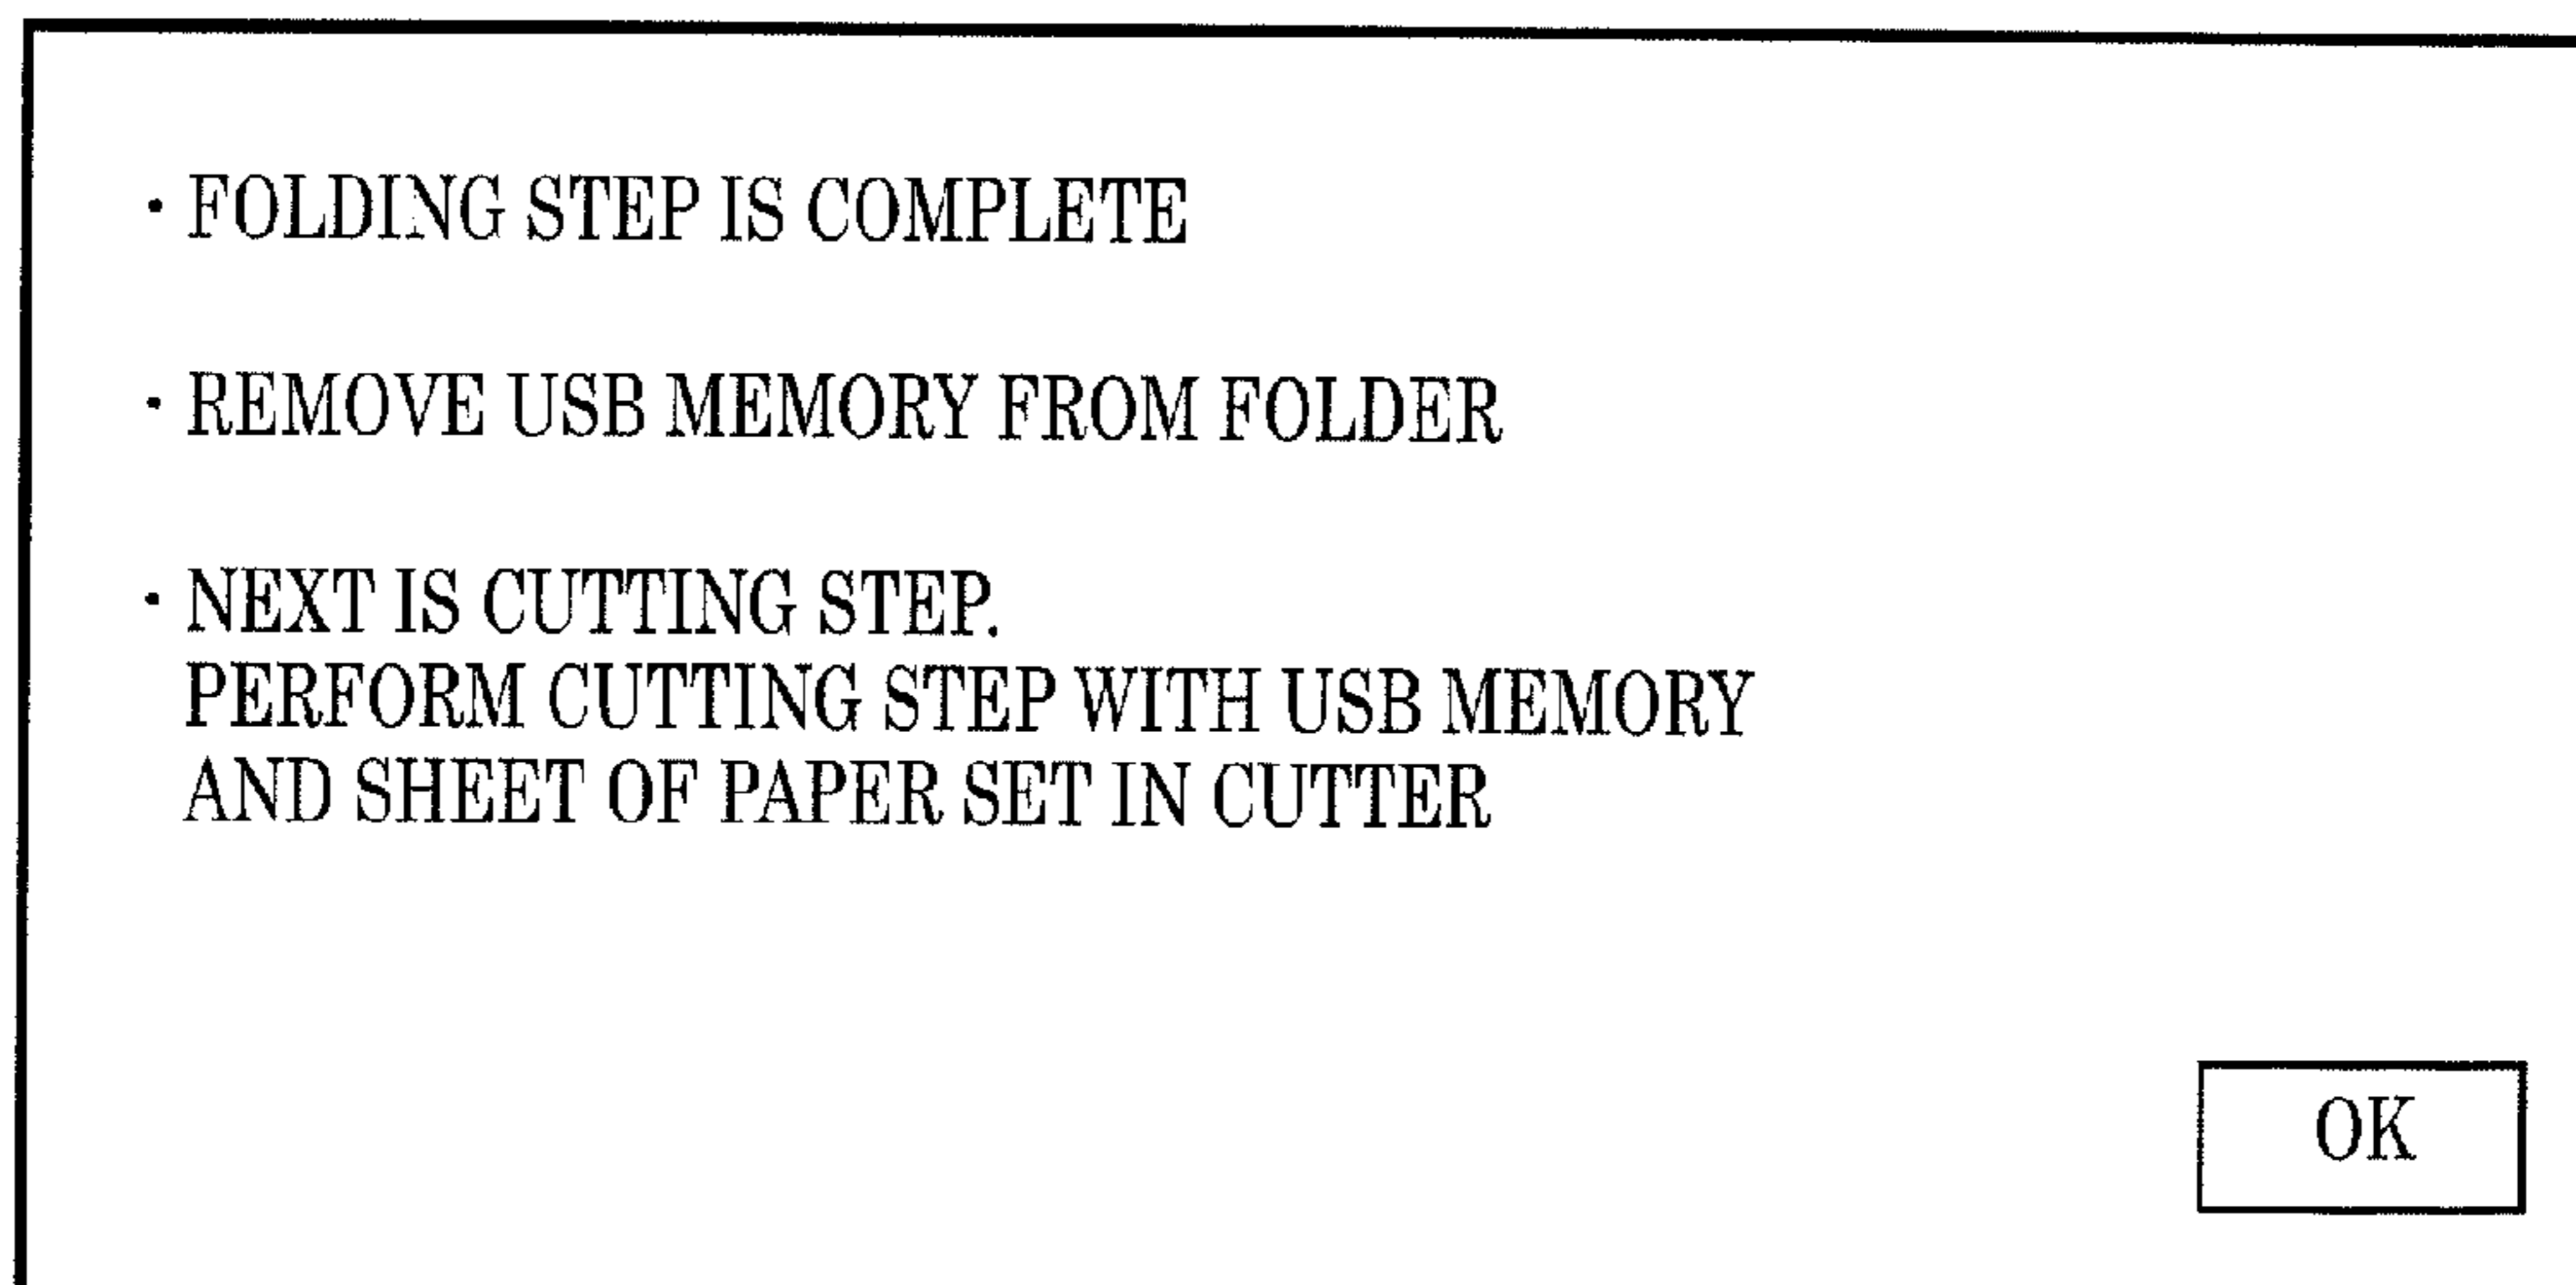 · FOLDING STEP IS COMPLETE
· REMOVE USB MEMORY FROM FOLDER
· NEXT IS CUTTING STEP.
PERFORM CUTTING STEP WITH USB MEMORY
AND SHEET OF PAPER SET IN CUTTER
OK